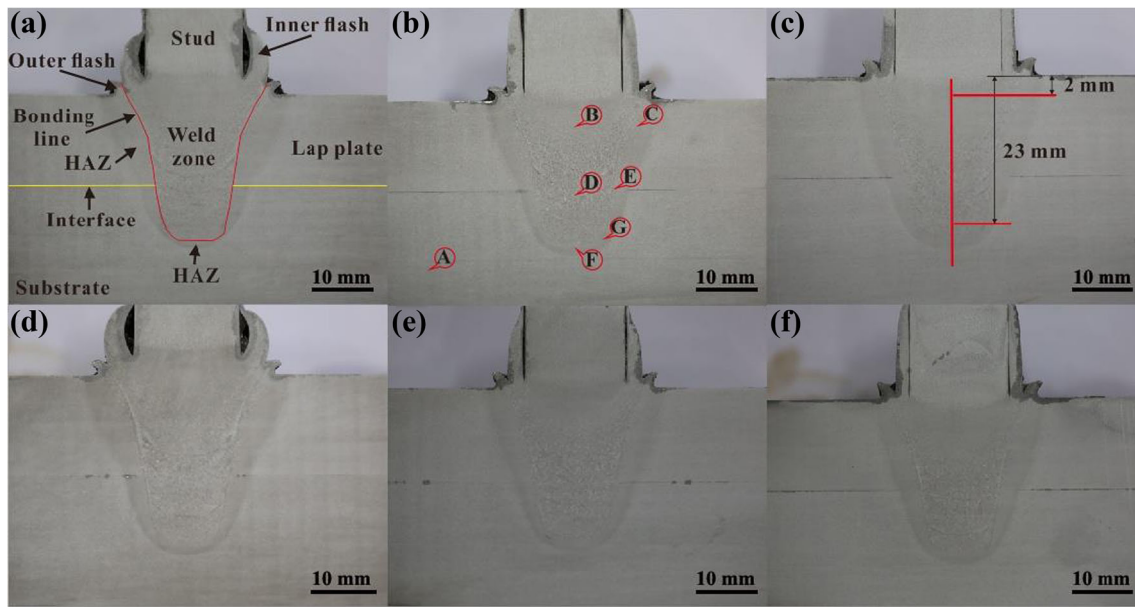 (a)
Stud
Inner flash
Outer flash
Bonding
line
Weld
zone
HAZ
Lap plate
Interface
HAZ
Substrate
10 mm
(b)
B
C
D
E
G
F
A
10 mm
(c)
2 mm
23 mm
10 mm
(d)
10 mm
(e)
10 mm
(f)
10 mm